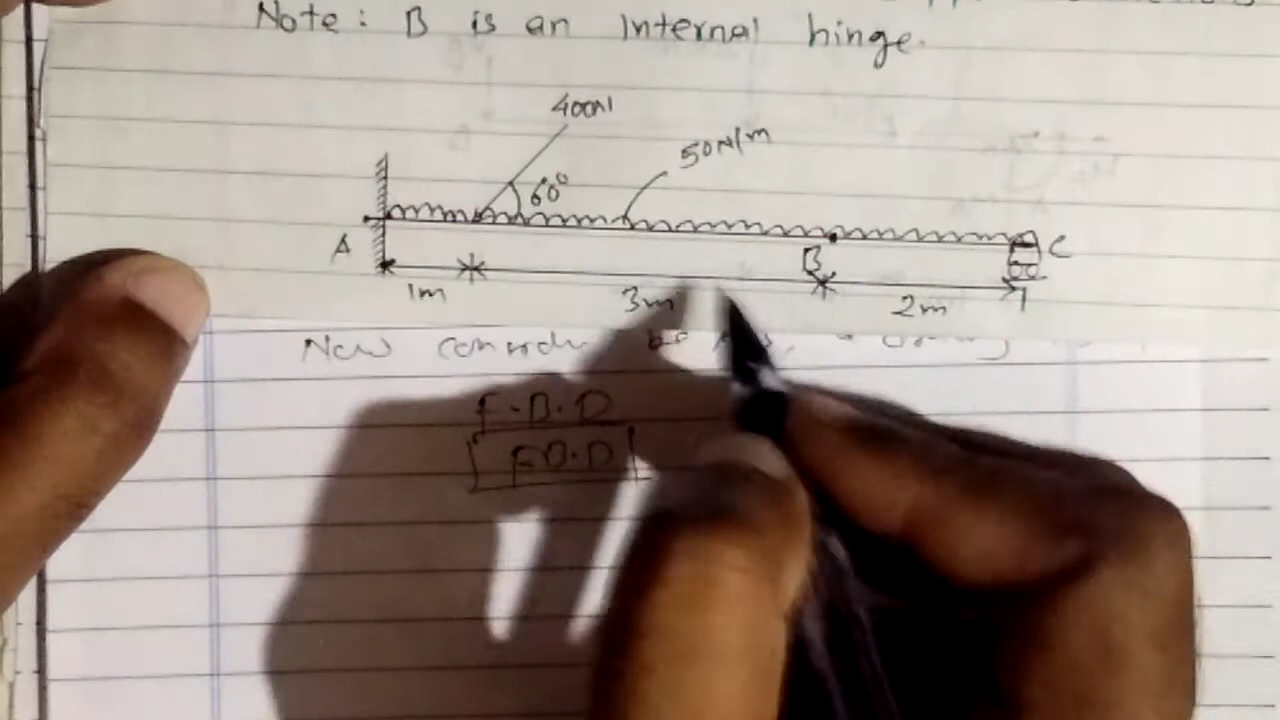 Note: B is an Internal hinge.
400N
50N/m
60°
A
B
C
1m
3m
2m
Now
F.B.D
F.B.D